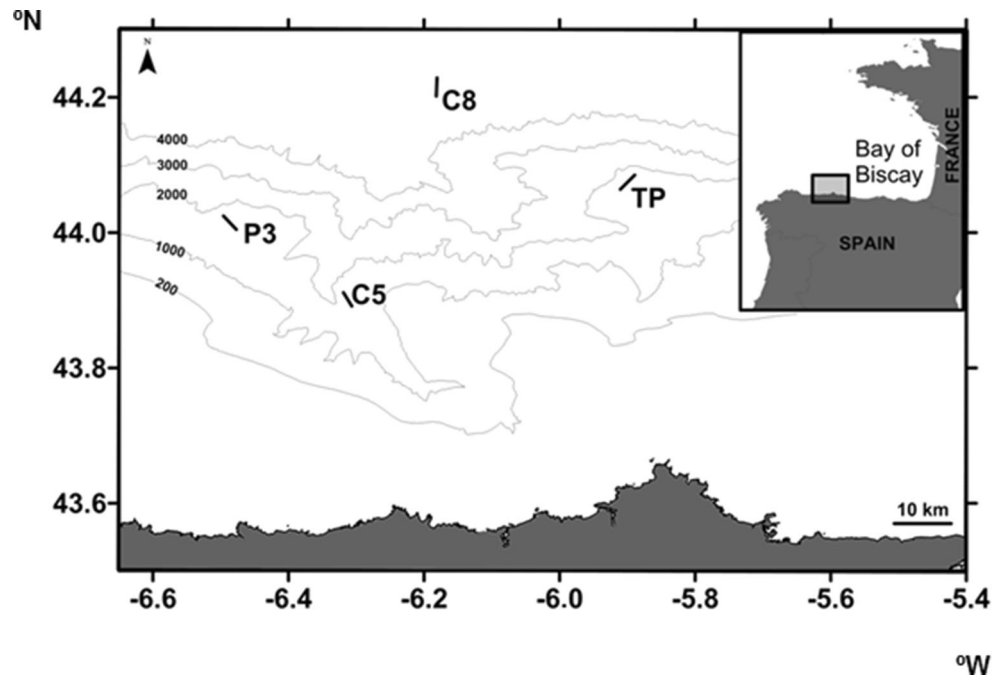 ºN
N
44.2
44.0
43.8
43.6
4000
3000
2000
1000
200
C8
TP
P3
C5
Bay of
Biscay
FRANCE
SPAIN
10 km
-6.6
-6.4
-6.2
-6.0
-5.8
-5.6
-5.4
ºW